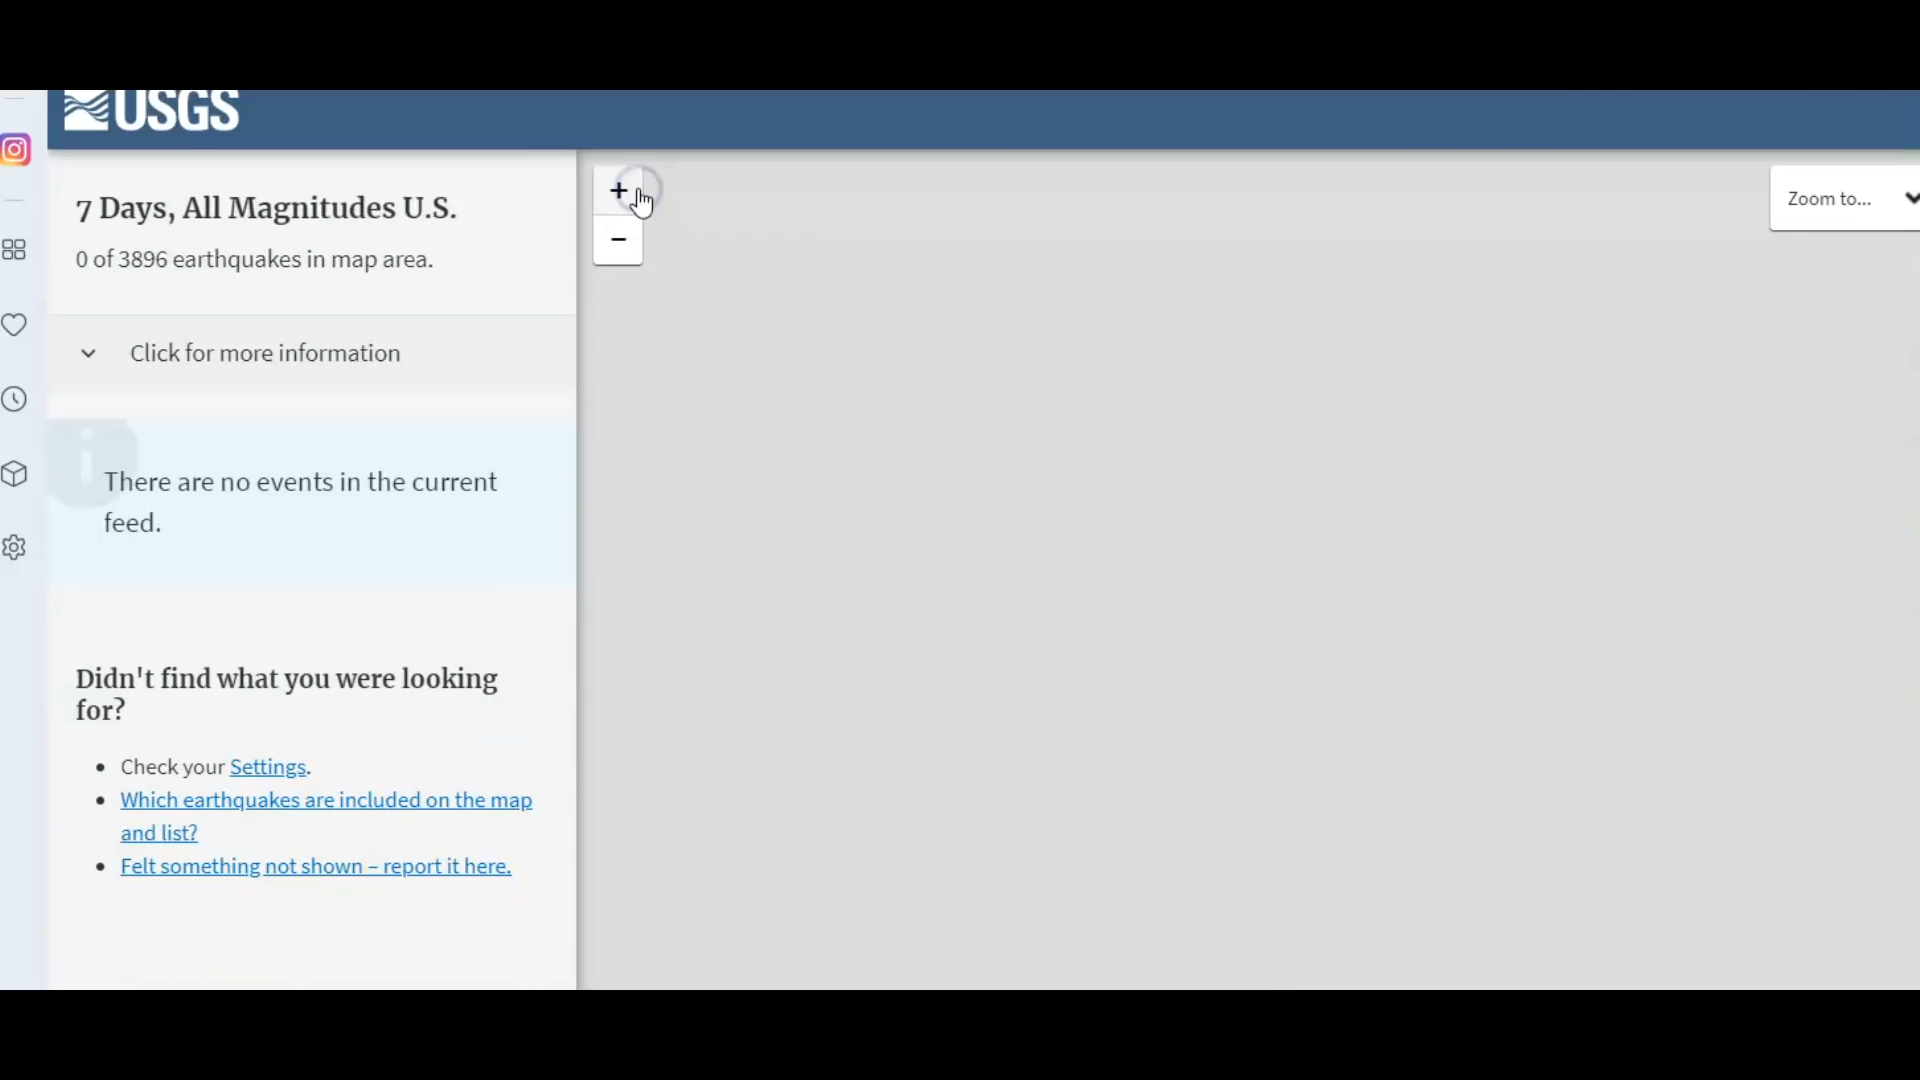 USGS
7 Days, All Magnitudes U.S.
0 of 3896 earthquakes in map area.
Click for more information
There are no events in the current
feed.
Didn't find what you were looking
for?
Check your Settings.
Which earthquakes are included on the map
and list?
Felt something not shown – report it here.
+
−
Zoom to...